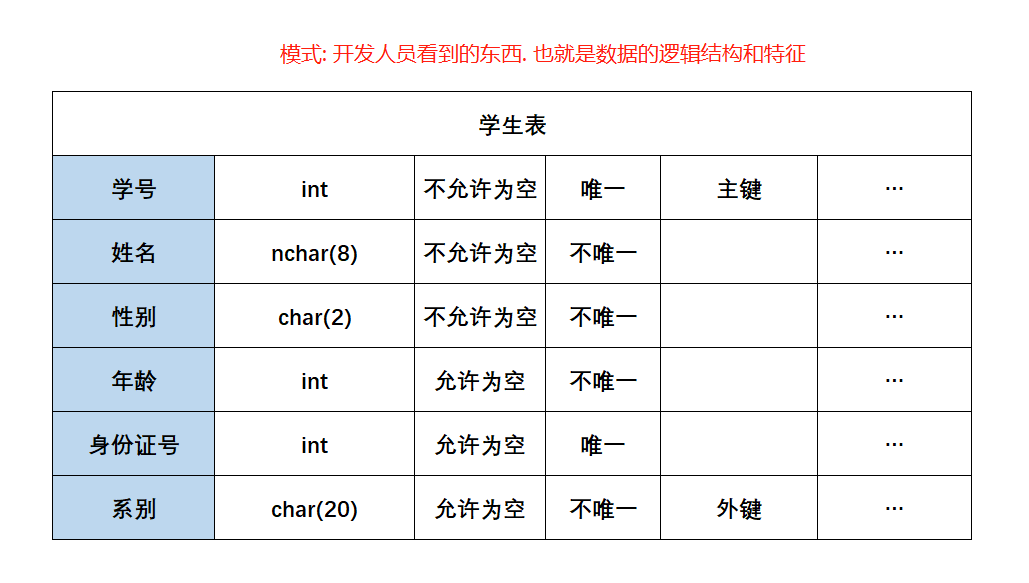 模式: 开发人员看到的东西. 也就是数据的逻辑结构和特征
学生表
学号 int 不允许为空 唯一 主键 …
姓名 nchar(8) 不允许为空 不唯一 …
性别 char(2) 不允许为空 不唯一 …
年龄 int 允许为空 不唯一 …
身份证号 int 允许为空 唯一 …
系别 char(20) 允许为空 不唯一 外键 …